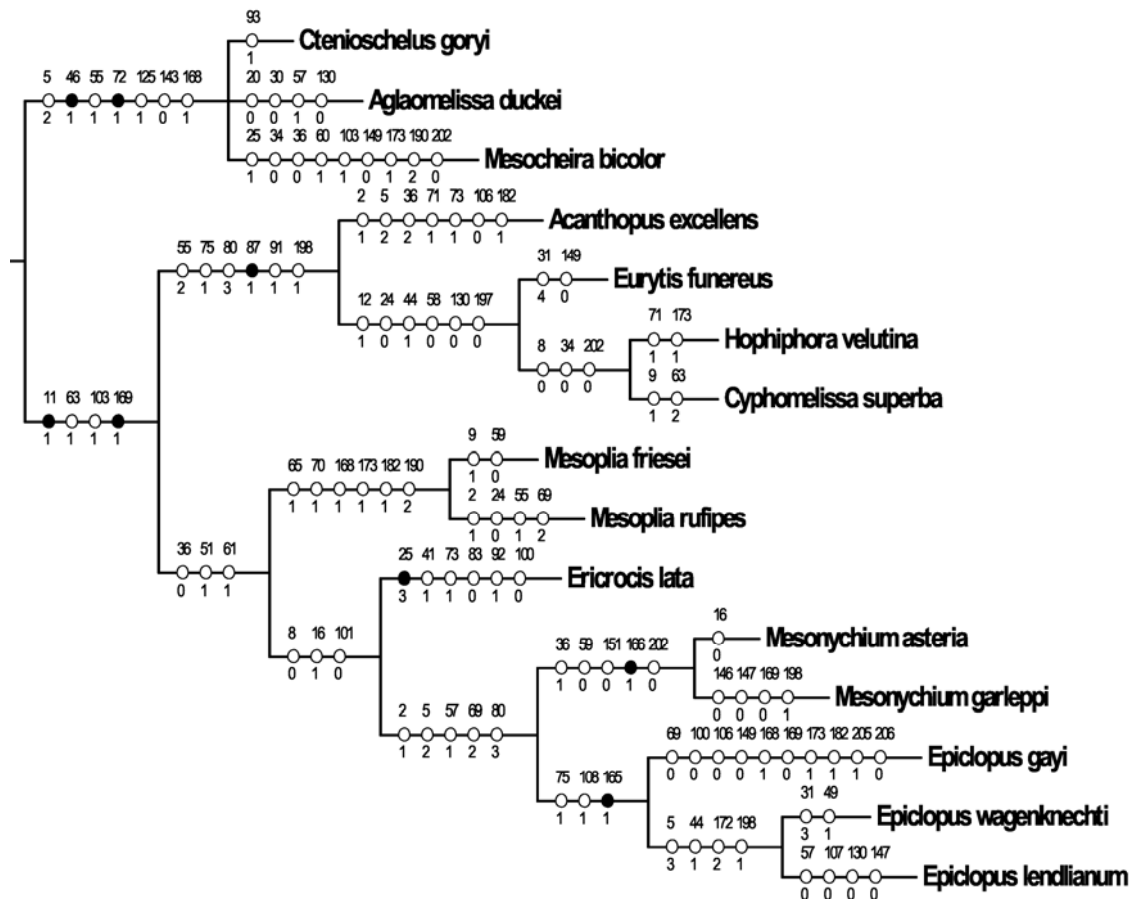 93
Ctenioschelus goryi
1
5 46 55 72 125 143 168
2 1 1 1 1 0 1
20 30 57 130
Aglaomelissa duckei
0 0 1 0
25 34 36 60 103 149 173 190 202
Mesocheira bicolor
1 0 0 1 1 0 1 2 0
2 5 36 71 73 106 182
Acanthopus excellens
1 2 2 1 1 0 1
55 75 80 87 91 198
2 1 3 1 1 1
31 149
Eurytis funereus
4 0
12 24 44 58 130 197
1 0 1 0 0 0
71 173
Hophiphora velutina
1 1
8 34 202
0 0 0
9 63
Cyphomelissa superba
1 2
11 63 103 169
1 1 1 1
9 59
Mesoplia friesei
1 0
65 70 168 173 182 190
1 1 1 1 1 2
2 24 55 69
Mesoplia rufipes
1 0 1 2
36 51 61
0 1 1
25 41 73 83 92 100
Ericrocis lata
3 1 1 0 1 0
8 16 101
0 1 0
16
Mesonychium asteria
0
36 59 151 166 202
1 0 0 1 0
146 147 169 198
Mesonychium garleppi
0 0 0 1
2 5 57 69 80
1 2 1 2 3
69 100 106 149 168 169 173 182 205 206
Epiclopus gayi
0 0 0 0 1 0 1 1 1 0
75 108 165
1 1 1
31 49
Epiclopus wagenknechti
3 1
5 44 172 198
3 1 2 1
57 107 130 147
Epiclopus lendlianum
0 0 0 0